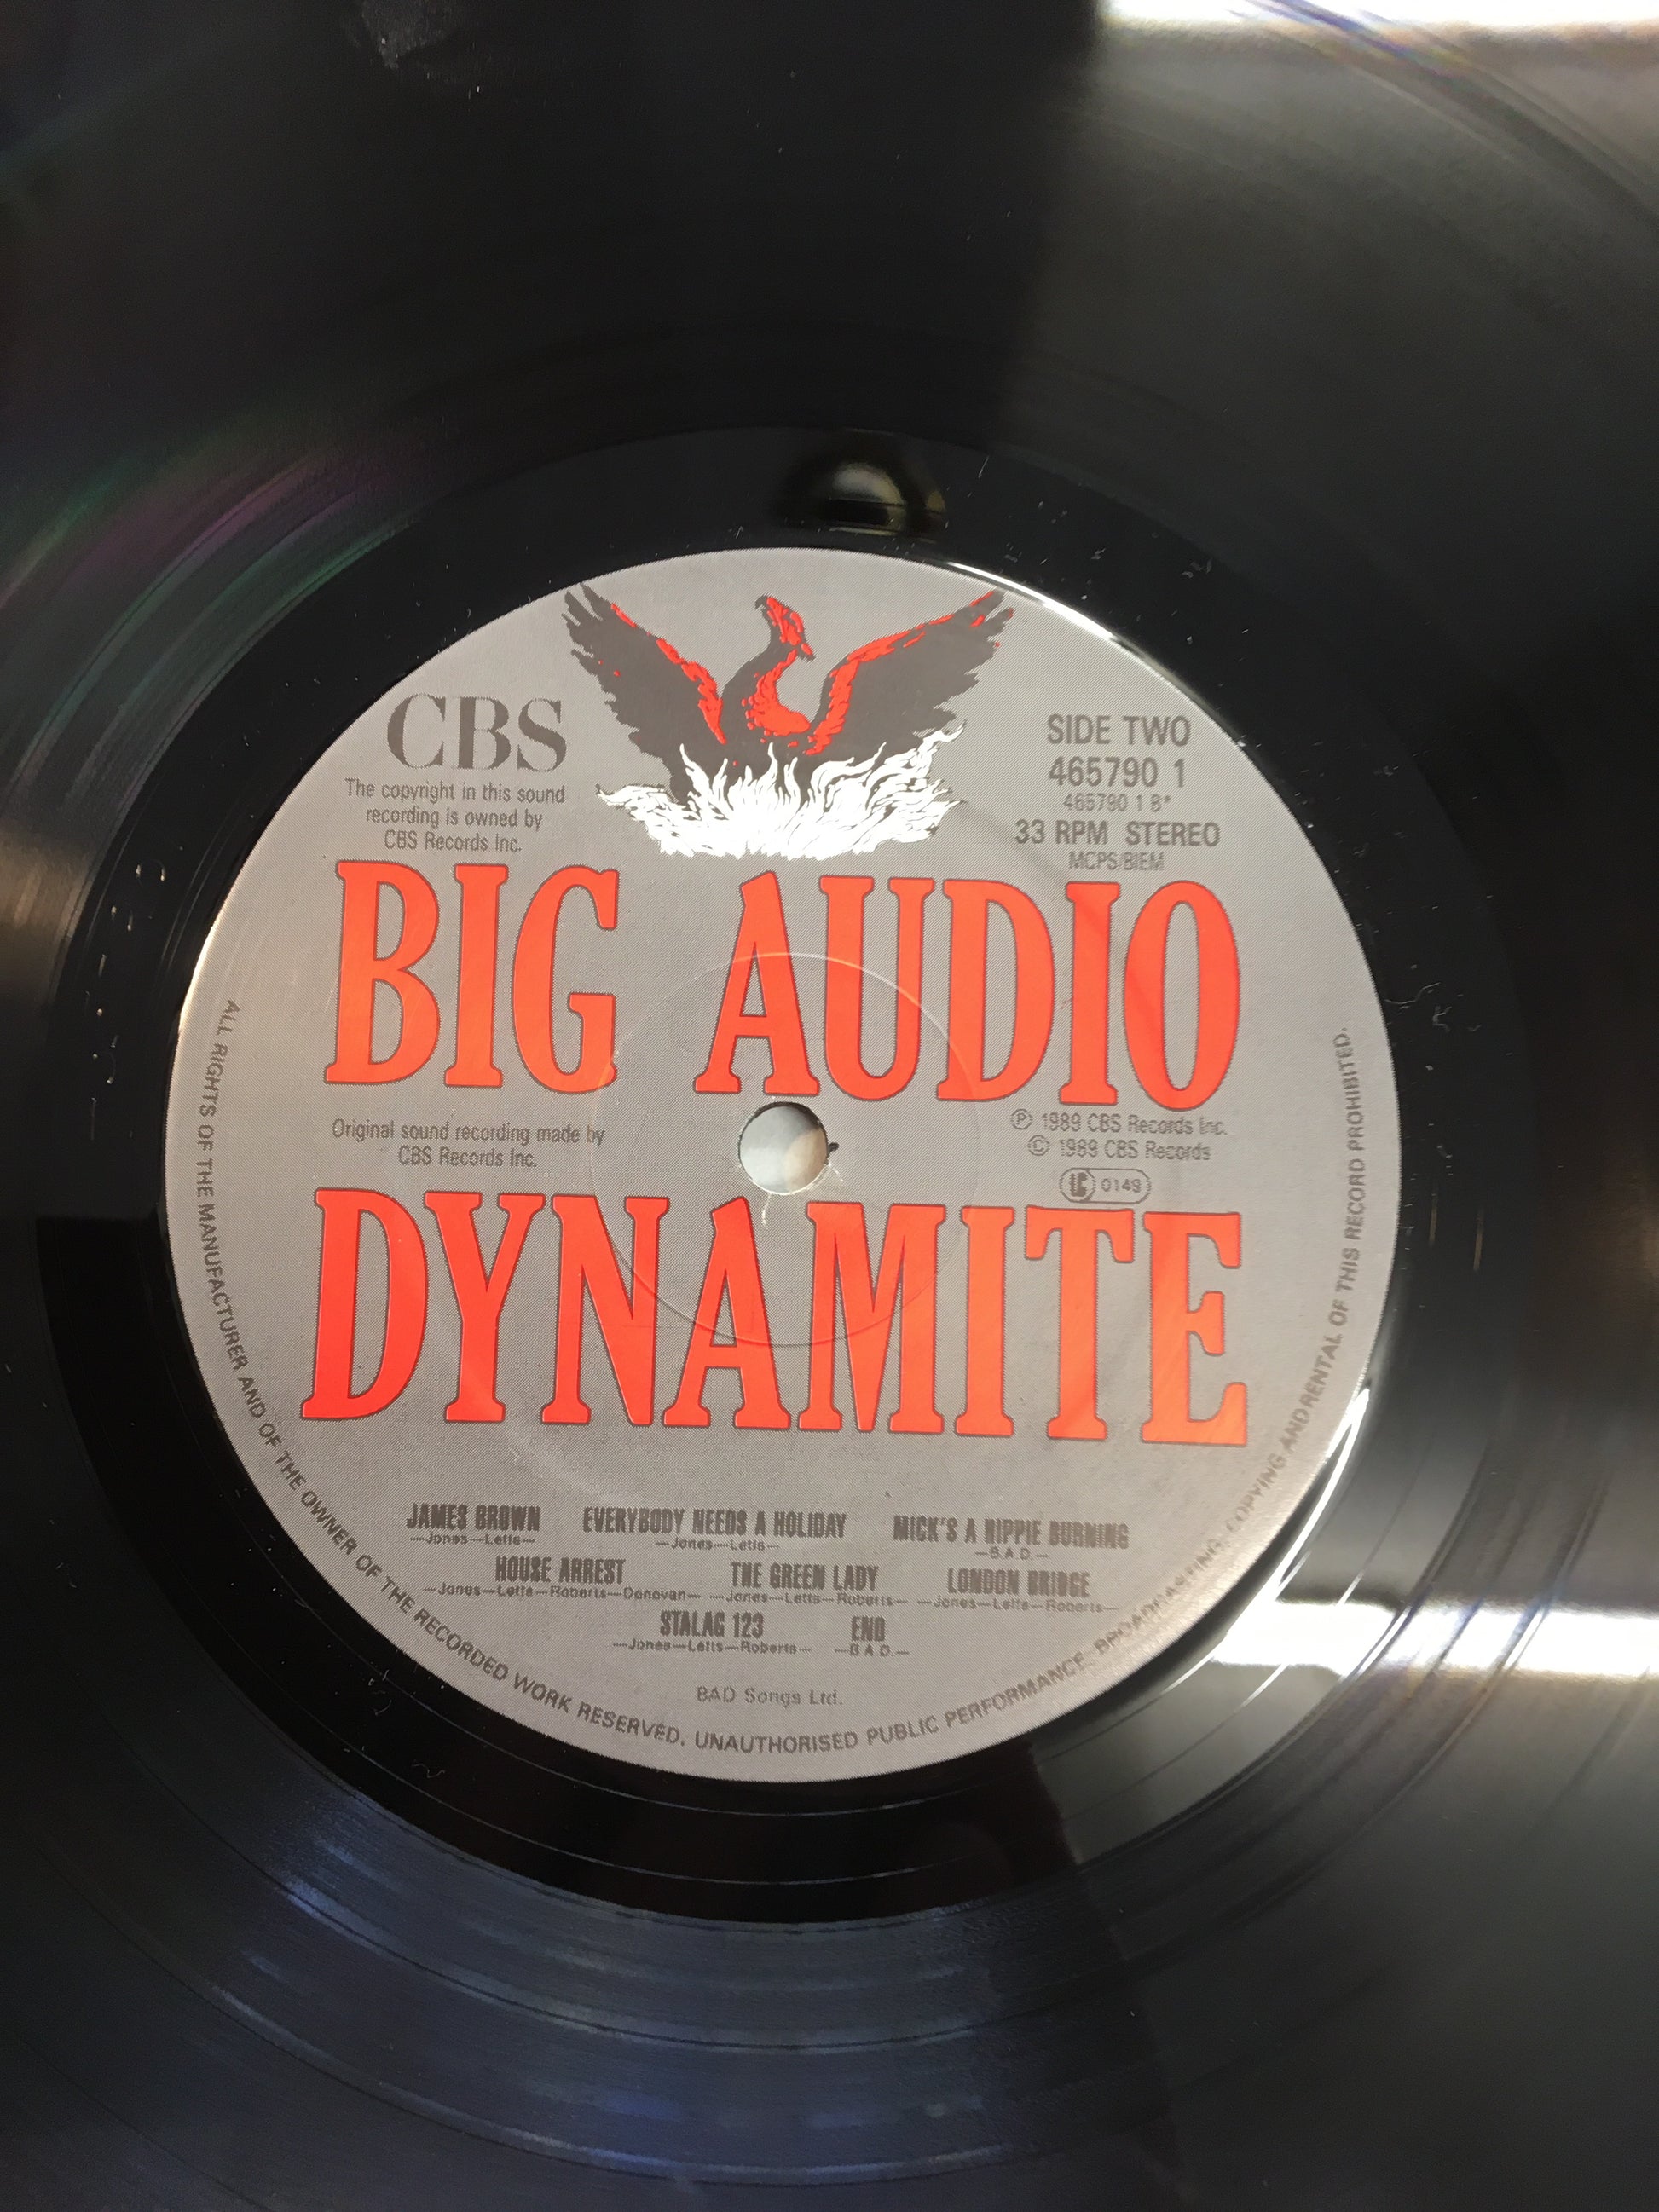 CBS
The copyright in this sound
recording is owned by
CBS Records Inc.
SIDE TWO
465790 1
465790 1 B*
33 RPM STEREO
MCPS/BIEM
BIG AUDIO
Original sound recording made by
CBS Records Inc.
℗ 1989 CBS Records Inc.
© 1989 CBS Records
LC 0149
DYNAMITE
JAMES BROWN EVERYBODY NEEDS A HOLIDAY MICK'S A HIPPIE BURNING
—Jones—Letts— —Jones—Letts— —B.A.D.—
HOUSE ARREST THE GREEN LADY LONDON BRIDGE
—Jones—Letts—Roberts—Donovan— —Jones—Letts—Roberts— —Jones—Letts—Roberts—
STALAG 123 END
—Jones—Letts—Roberts— —B.A.D.—
BAD Songs Ltd.
ALL RIGHTS OF THE MANUFACTURER AND OF THE OWNER OF THE RECORDED WORK RESERVED. UNAUTHORISED PUBLIC PERFORMANCE, BROADCASTING, COPYING AND RENTAL OF THIS RECORD PROHIBITED.